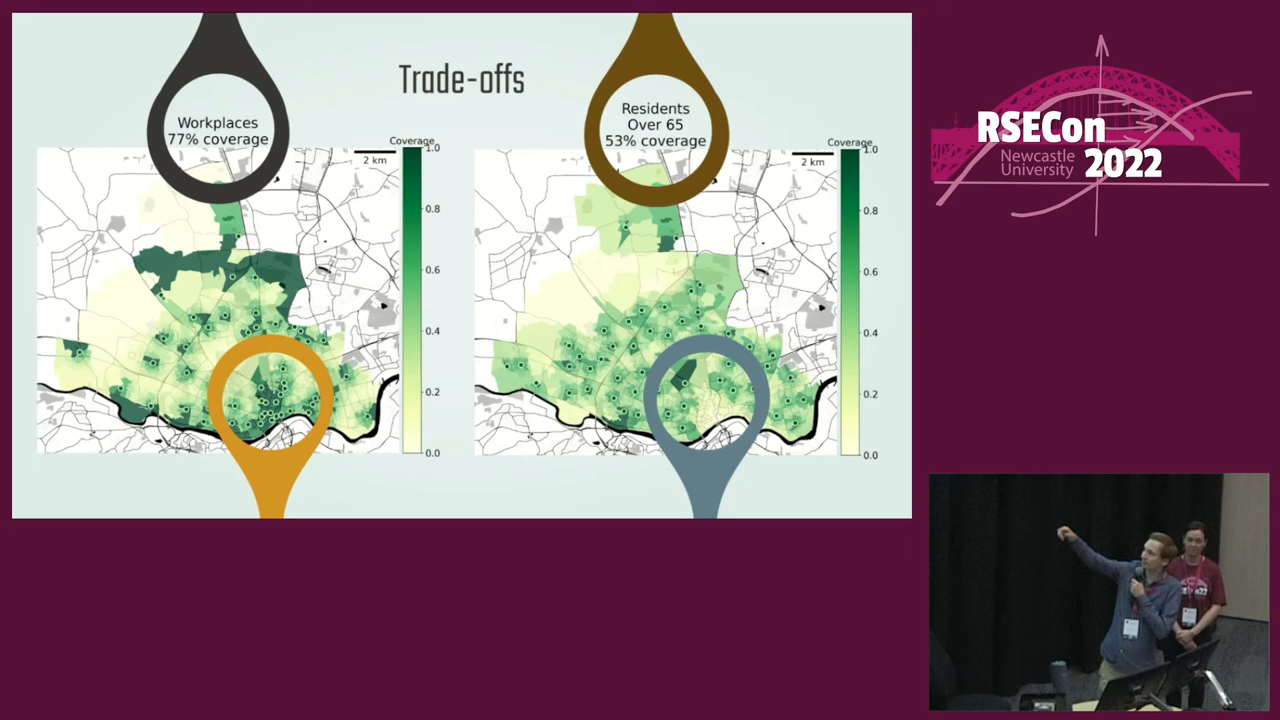 Trade-offs
Workplaces
77% coverage
Coverage
2 km
1.0
0.8
0.6
0.4
0.2
0.0
Residents
Over 65
53% coverage
Coverage
2 km
1.0
0.8
0.6
0.4
0.2
0.0
RSECon
Newcastle
University
2022